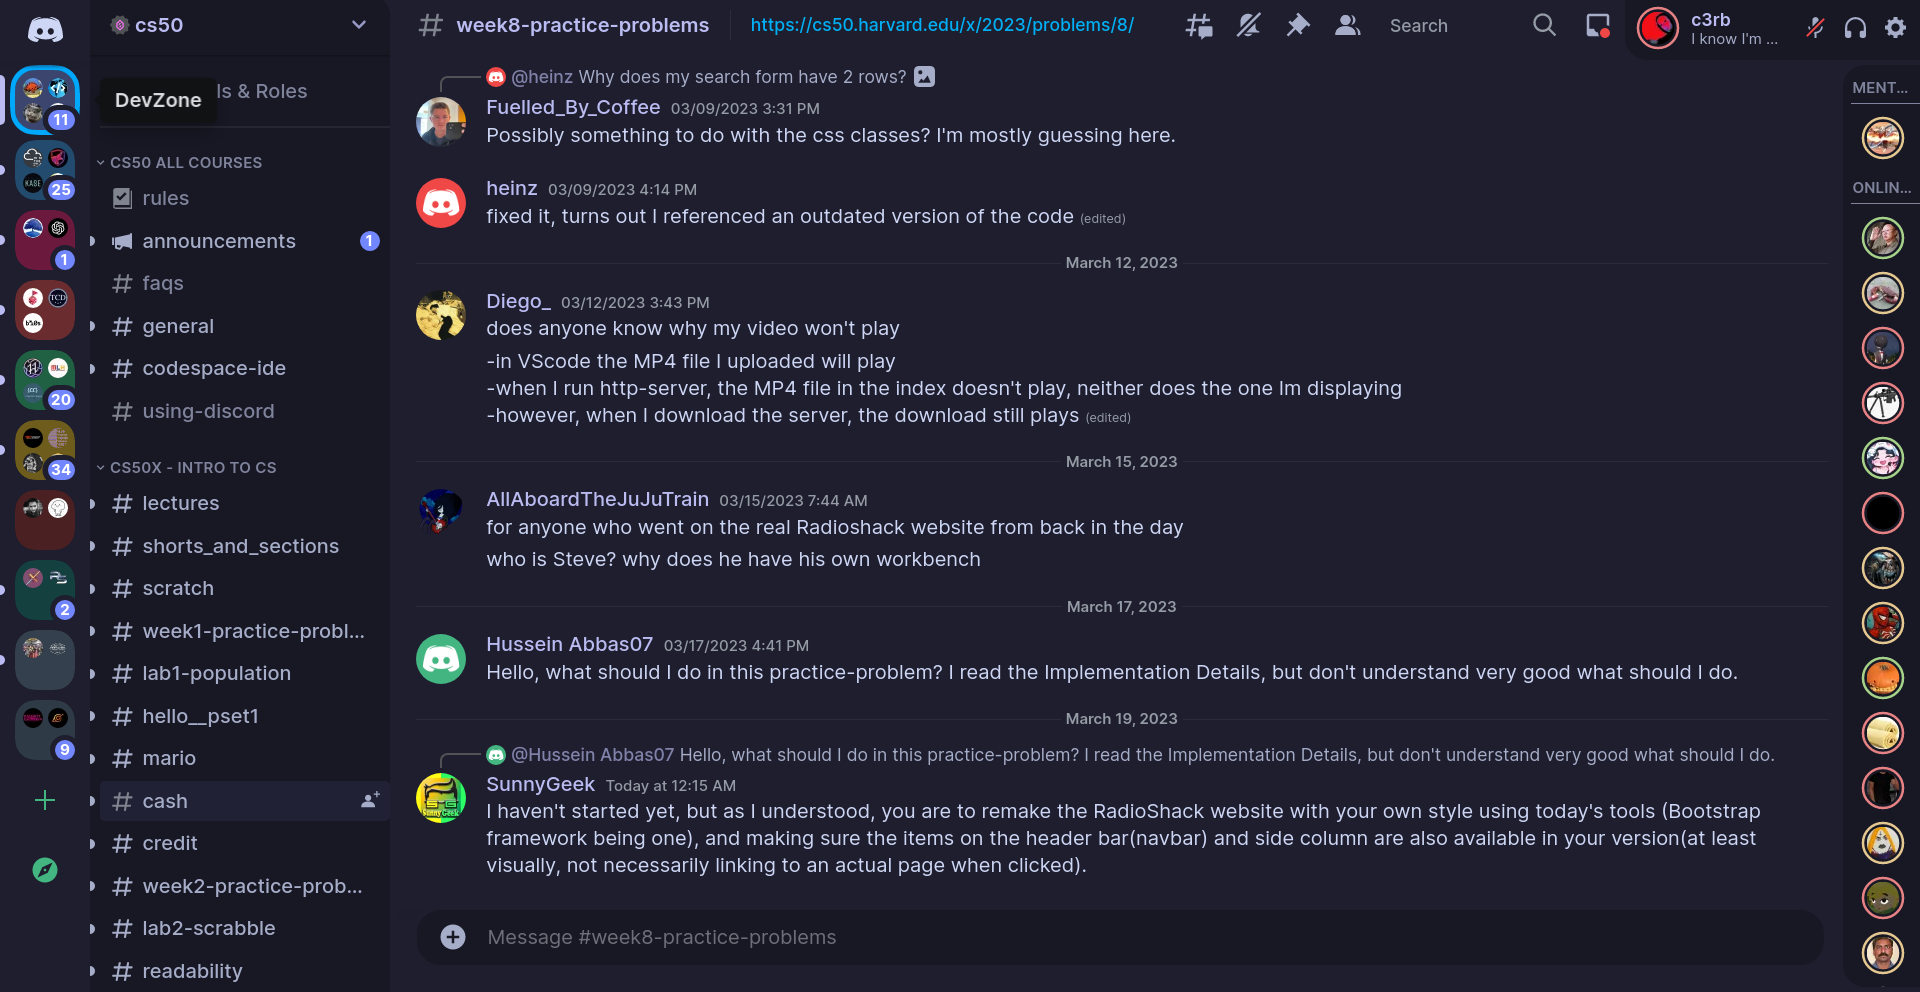 cs50
DevZone
ls & Roles
11
25
1
20
34
2
9
CS50 ALL COURSES
rules
announcements 1
faqs
general
codespace-ide
using-discord
CS50X - INTRO TO CS
lectures
shorts_and_sections
scratch
week1-practice-probl...
lab1-population
hello__pset1
mario
cash
credit
week2-practice-prob...
lab2-scrabble
readability
week8-practice-problems https://cs50.harvard.edu/x/2023/problems/8/ Search
c3rb
I know I'm ...
@heinz Why does my search form have 2 rows?
Fuelled_By_Coffee 03/09/2023 3:31 PM
Possibly something to do with the css classes? I'm mostly guessing here.
heinz 03/09/2023 4:14 PM
fixed it, turns out I referenced an outdated version of the code (edited)
March 12, 2023
Diego_ 03/12/2023 3:43 PM
does anyone know why my video won't play
-in VScode the MP4 file I uploaded will play
-when I run http-server, the MP4 file in the index doesn't play, neither does the one Im displaying
-however, when I download the server, the download still plays (edited)
March 15, 2023
AllAboardTheJuJuTrain 03/15/2023 7:44 AM
for anyone who went on the real Radioshack website from back in the day
who is Steve? why does he have his own workbench
March 17, 2023
Hussein Abbas07 03/17/2023 4:41 PM
Hello, what should I do in this practice-problem? I read the Implementation Details, but don't understand very good what should I do.
March 19, 2023
@Hussein Abbas07 Hello, what should I do in this practice-problem? I read the Implementation Details, but don't understand very good what should I do.
SunnyGeek Today at 12:15 AM
I haven't started yet, but as I understood, you are to remake the RadioShack website with your own style using today's tools (Bootstrap
framework being one), and making sure the items on the header bar(navbar) and side column are also available in your version(at least
visually, not necessarily linking to an actual page when clicked).
Message #week8-practice-problems
MENT...
ONLIN...